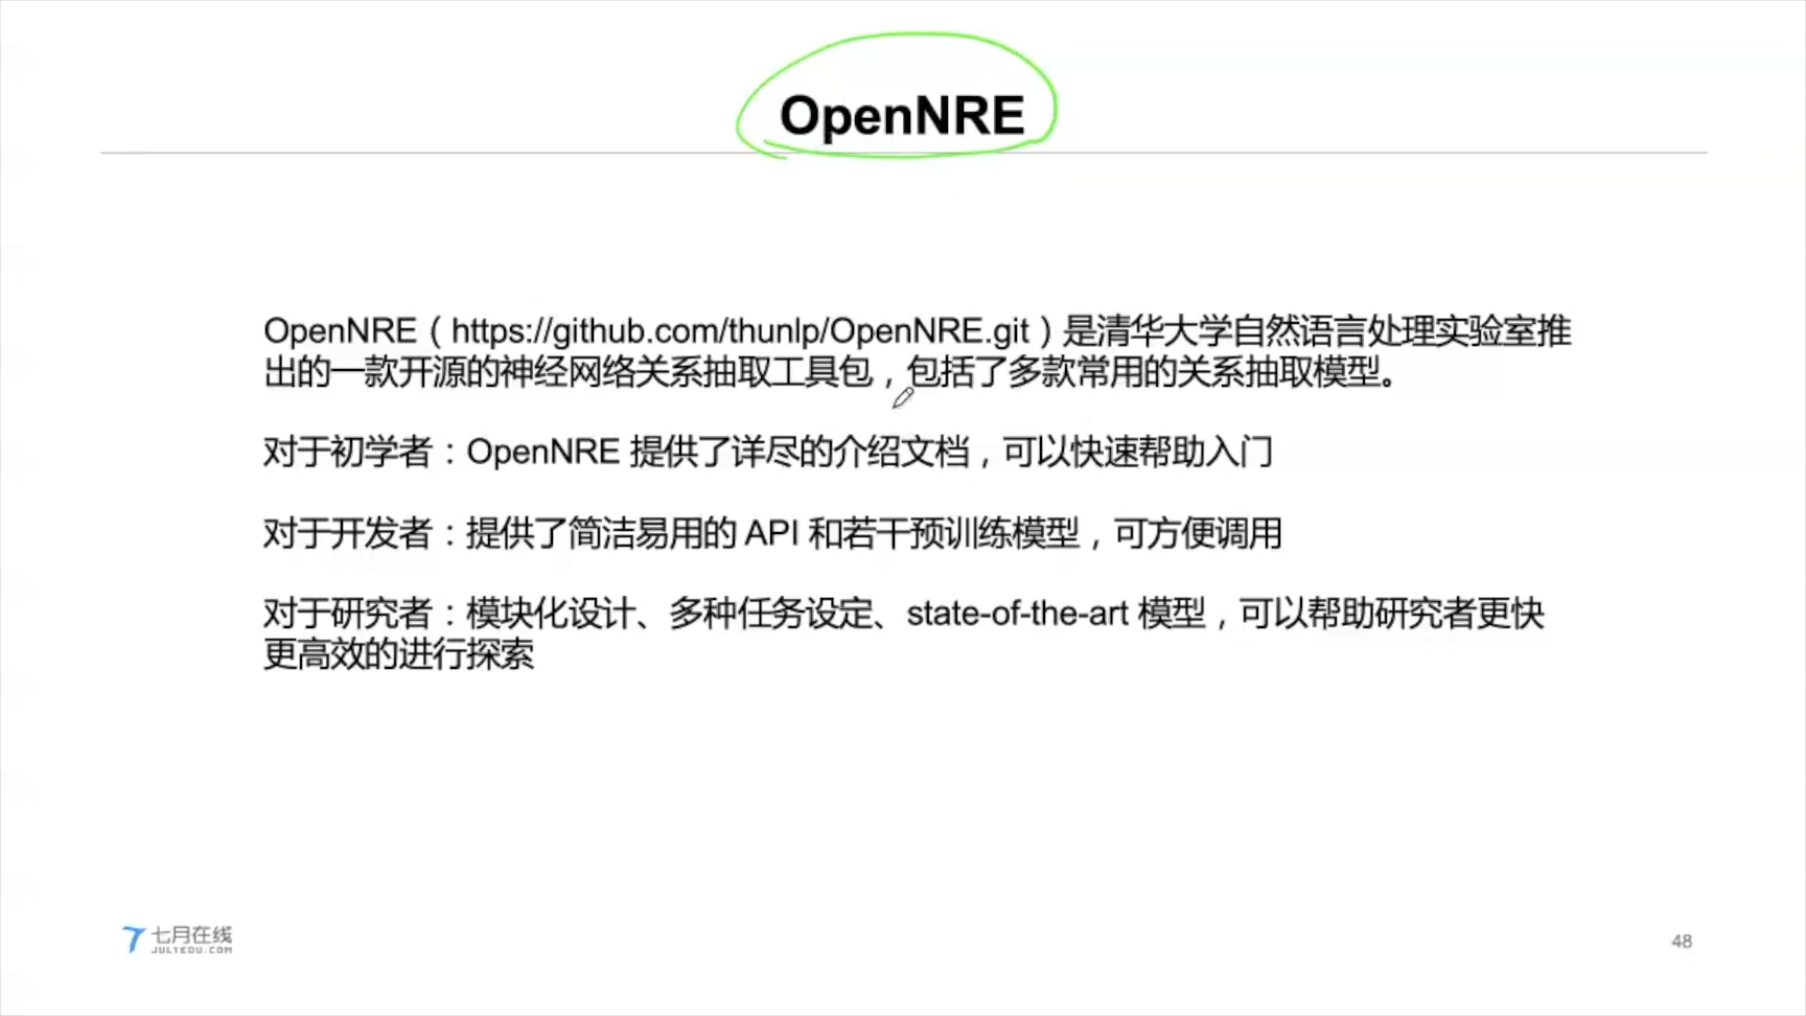 OpenNRE
OpenNRE（https://github.com/thunlp/OpenNRE.git）是清华大学自然语言处理实验室推
出的一款开源的神经网络关系抽取工具包，包括了多款常用的关系抽取模型。
对于初学者：OpenNRE 提供了详尽的介绍文档，可以快速帮助入门
对于开发者：提供了简洁易用的 API 和若干预训练模型，可方便调用
对于研究者：模块化设计、多种任务设定、state-of-the-art 模型，可以帮助研究者更快
更高效的进行探索
七月在线
JULYEDU.COM
48